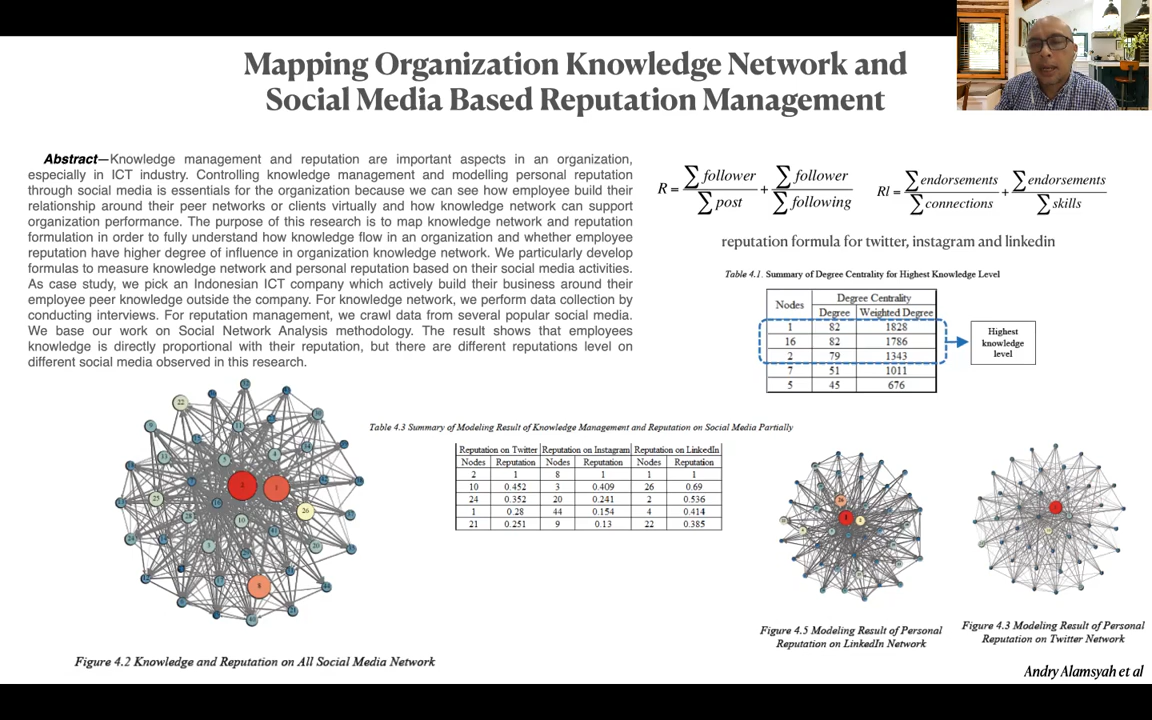 Mapping Organization Knowledge Network and
Social Media Based Reputation Management
Abstract—Knowledge management and reputation are important aspects in an organization,
especially in ICT industry. Controlling knowledge management and modelling personal reputation
through social media is essentials for the organization because we can see how employee build their
relationship around their peer networks or clients virtually and how knowledge network can support
organization performance. The purpose of this research is to map knowledge network and reputation
formulation in order to fully understand how knowledge flow in an organization and whether employee
reputation have higher degree of influence in organization knowledge network. We particularly develop
formulas to measure knowledge network and personal reputation based on their social media activities.
As case study, we pick an Indonesian ICT company which actively build their business around their
employee peer knowledge outside the company. For knowledge network, we perform data collection by
conducting interviews. For reputation management, we crawl data from several popular social media.
We base our work on Social Network Analysis methodology. The result shows that employees
knowledge is directly proportional with their reputation, but there are different reputations level on
different social media observed in this research.
R = ∑ follower / ∑ post + ∑ follower / ∑ following
Rl = ∑ endorsements / ∑ connections + ∑ endorsements / ∑ skills
reputation formula for twitter, instagram and linkedin
Table 4.1. Summary of Degree Centrality for Highest Knowledge Level
Nodes Degree Centrality
Degree Weighted Degree
1 82 1828
16 82 1786
2 79 1343
7 51 1011
5 45 676
Highest
knowledge
level
Table 4.3 Summary of Modeling Result of Knowledge Management and Reputation on Social Media Partially
Reputation on Twitter Reputation on Instagram Reputation on LinkedIn
Nodes Reputation Nodes Reputation Nodes Reputation
2 1 8 1 1 1
10 0.452 3 0.409 26 0.69
24 0.352 20 0.241 2 0.536
1 0.28 44 0.154 4 0.414
21 0.251 9 0.13 22 0.385
22
25
26
10
Figure 4.2 Knowledge and Reputation on All Social Media Network
Figure 4.5 Modeling Result of Personal
Reputation on LinkedIn Network
Figure 4.3 Modeling Result of Personal
Reputation on Twitter Network
Andry Alamsyah et al